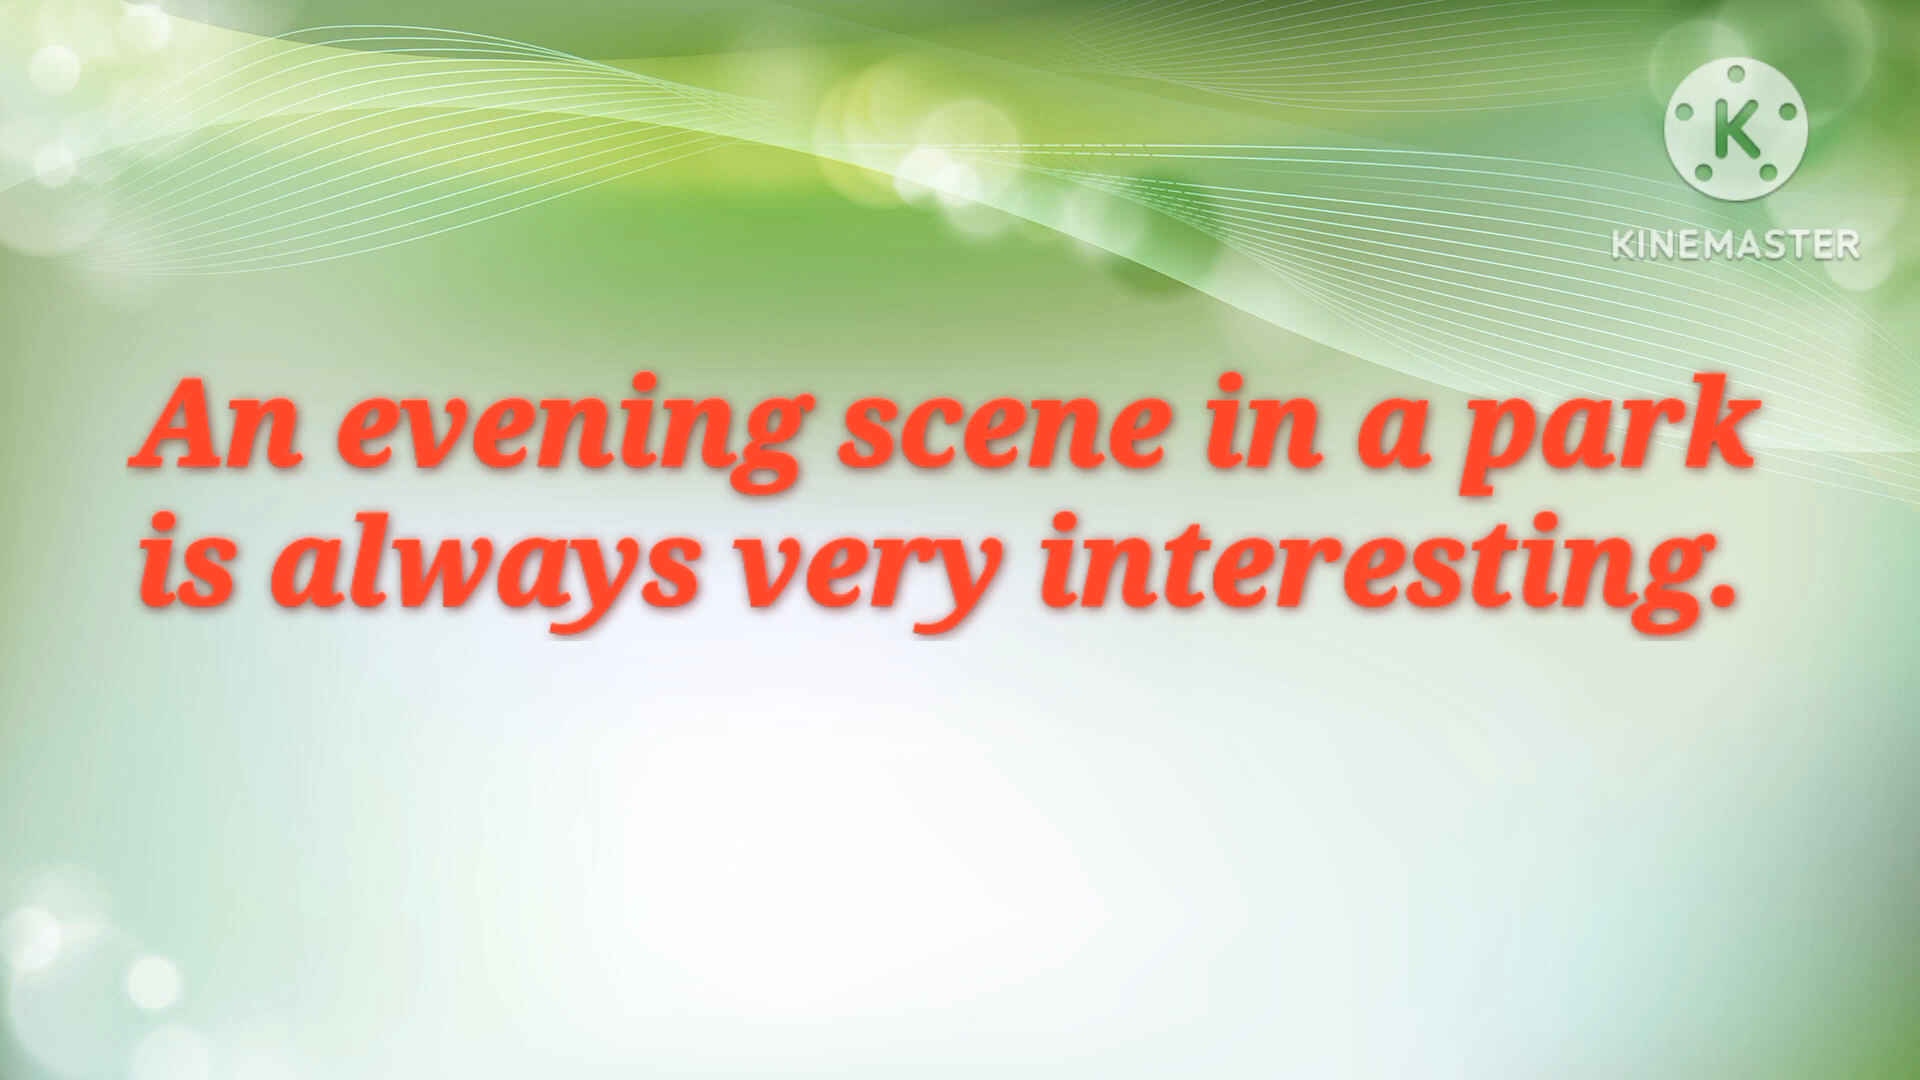 K
KINEMASTER
An evening scene in a park
is always very interesting.